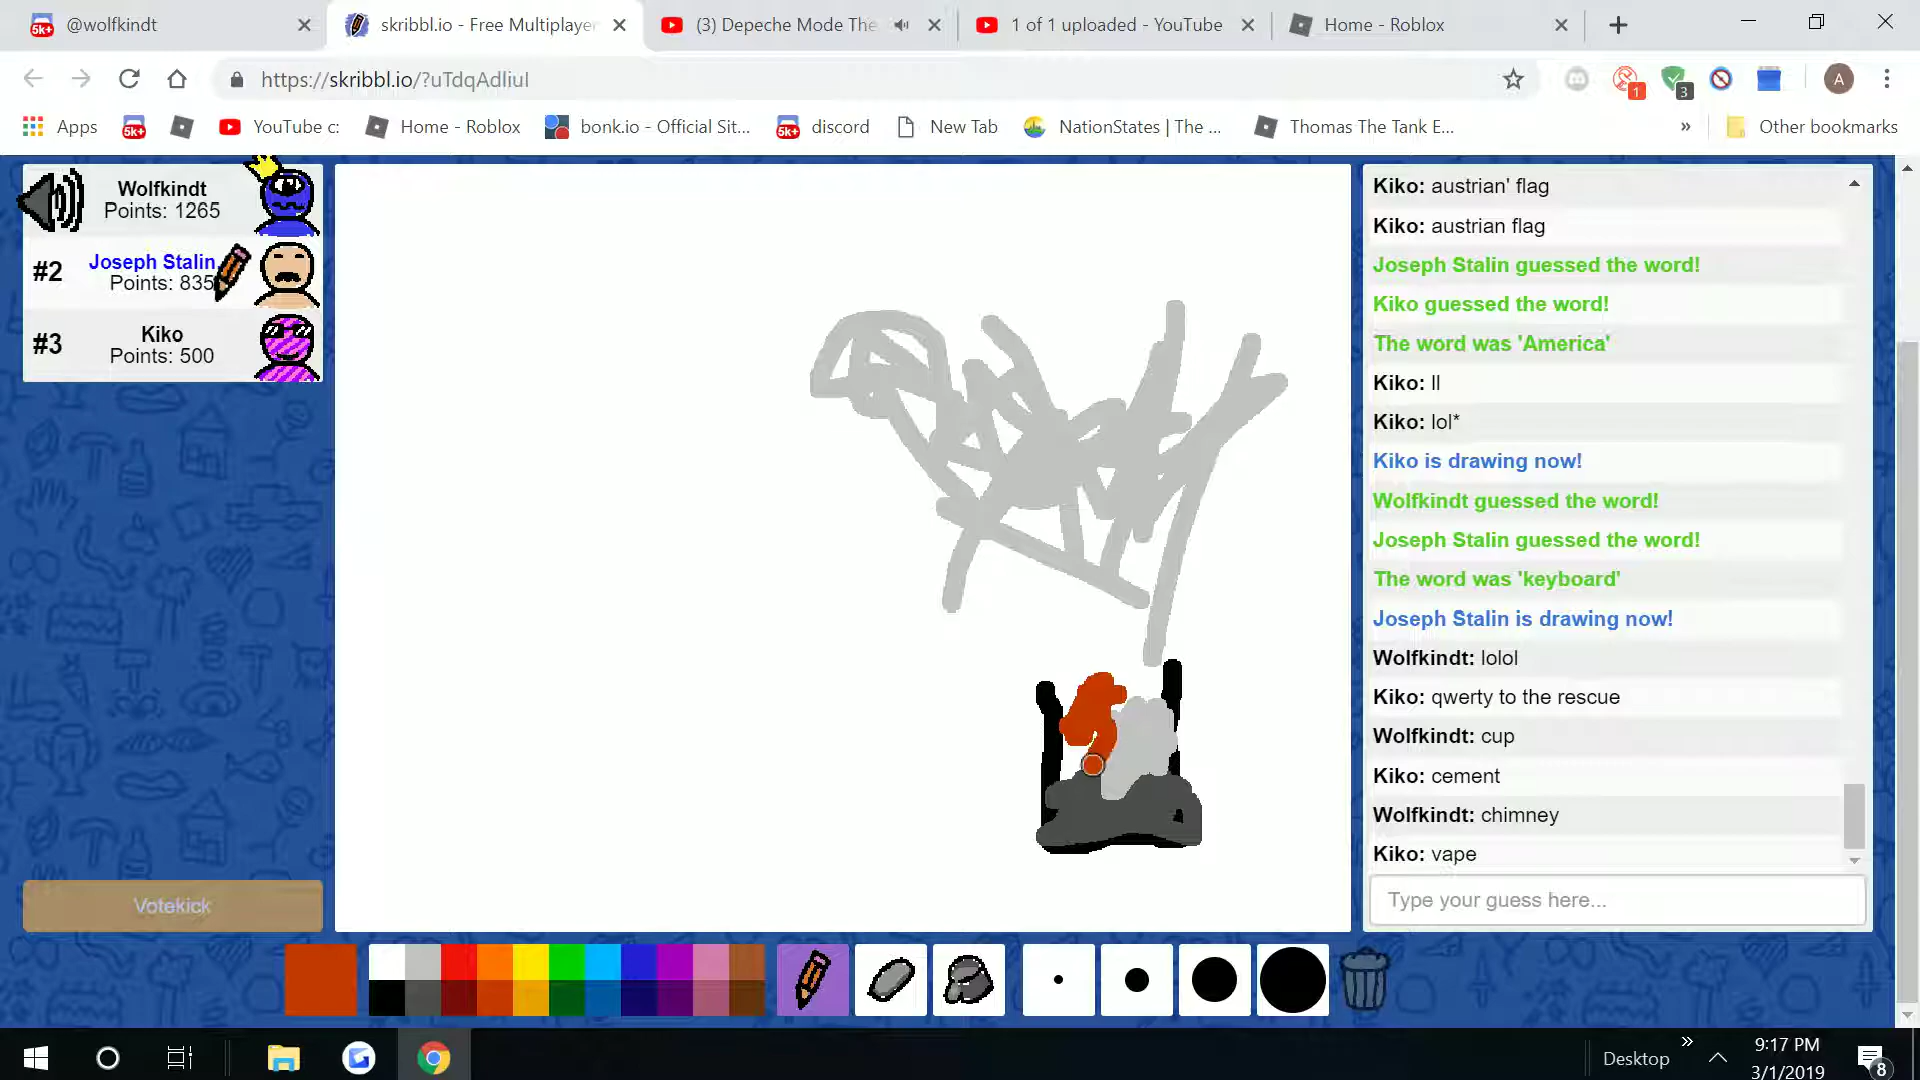 @wolfkindt
skribbl.io - Free Multiplayer
(3) Depeche Mode The
1 of 1 uploaded - YouTube
Home - Roblox
https://skribbl.io/?uTdqAdliuI
1
3
A
Apps
5k+
YouTube c:
Home - Roblox
bonk.io - Official Sit...
5k+
discord
New Tab
NationStates | The ...
Thomas The Tank E...
»
Other bookmarks
Wolfkindt
Points: 1265
#2
Joseph Stalin
Points: 835
#3
Kiko
Points: 500
Votekick
Kiko: austrian' flag
Kiko: austrian flag
Joseph Stalin guessed the word!
Kiko guessed the word!
The word was 'America'
Kiko: ll
Kiko: lol*
Kiko is drawing now!
Wolfkindt guessed the word!
Joseph Stalin guessed the word!
The word was 'keyboard'
Joseph Stalin is drawing now!
Wolfkindt: lolol
Kiko: qwerty to the rescue
Wolfkindt: cup
Kiko: cement
Wolfkindt: chimney
Kiko: vape
Type your guess here...
Desktop
»
9:17 PM
3/1/2019
8